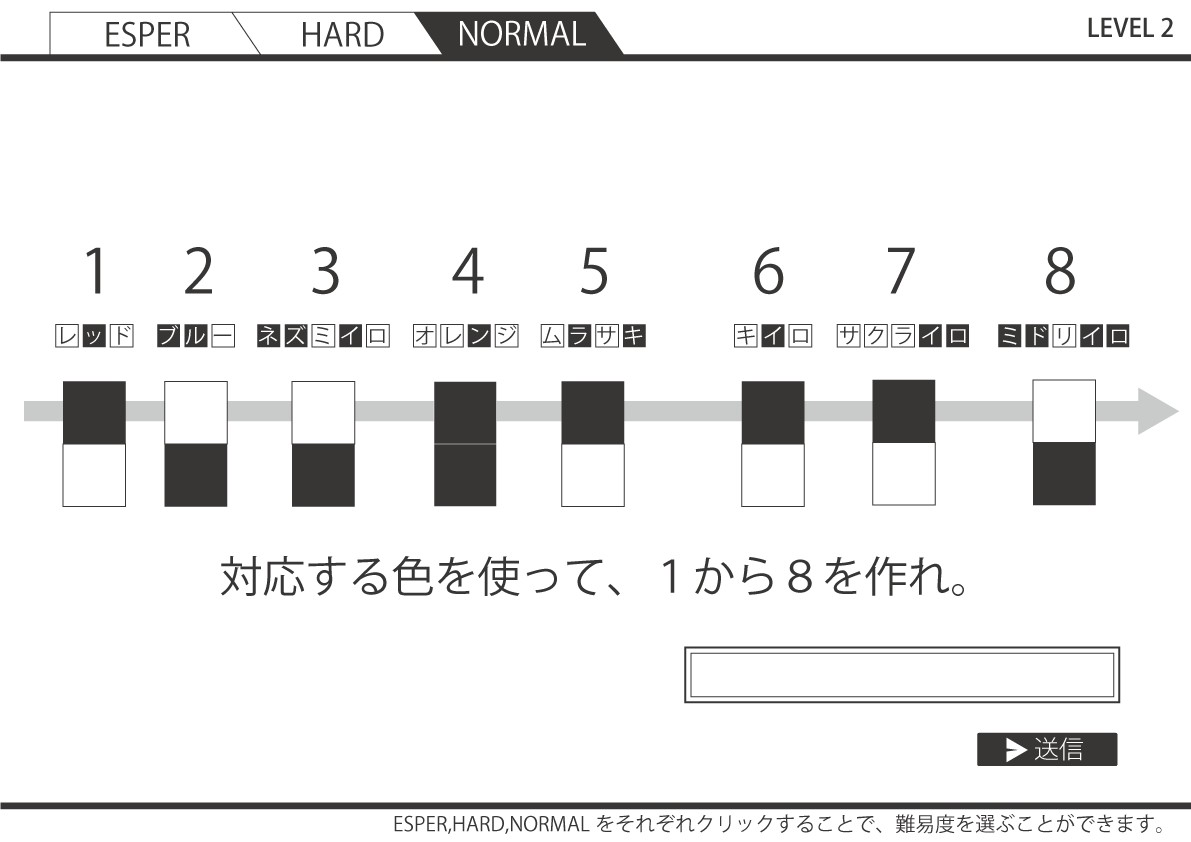 ESPER HARD NORMAL LEVEL 2
1 2 3 4 5 6 7 8
レッド ブルー ネズミイロ オレンジ ムラサキ キイロ サクライロ ミドリイロ
対応する色を使って、１から８を作れ。
送信
ESPER,HARD,NORMAL をそれぞれクリックすることで、難易度を選ぶことができます。